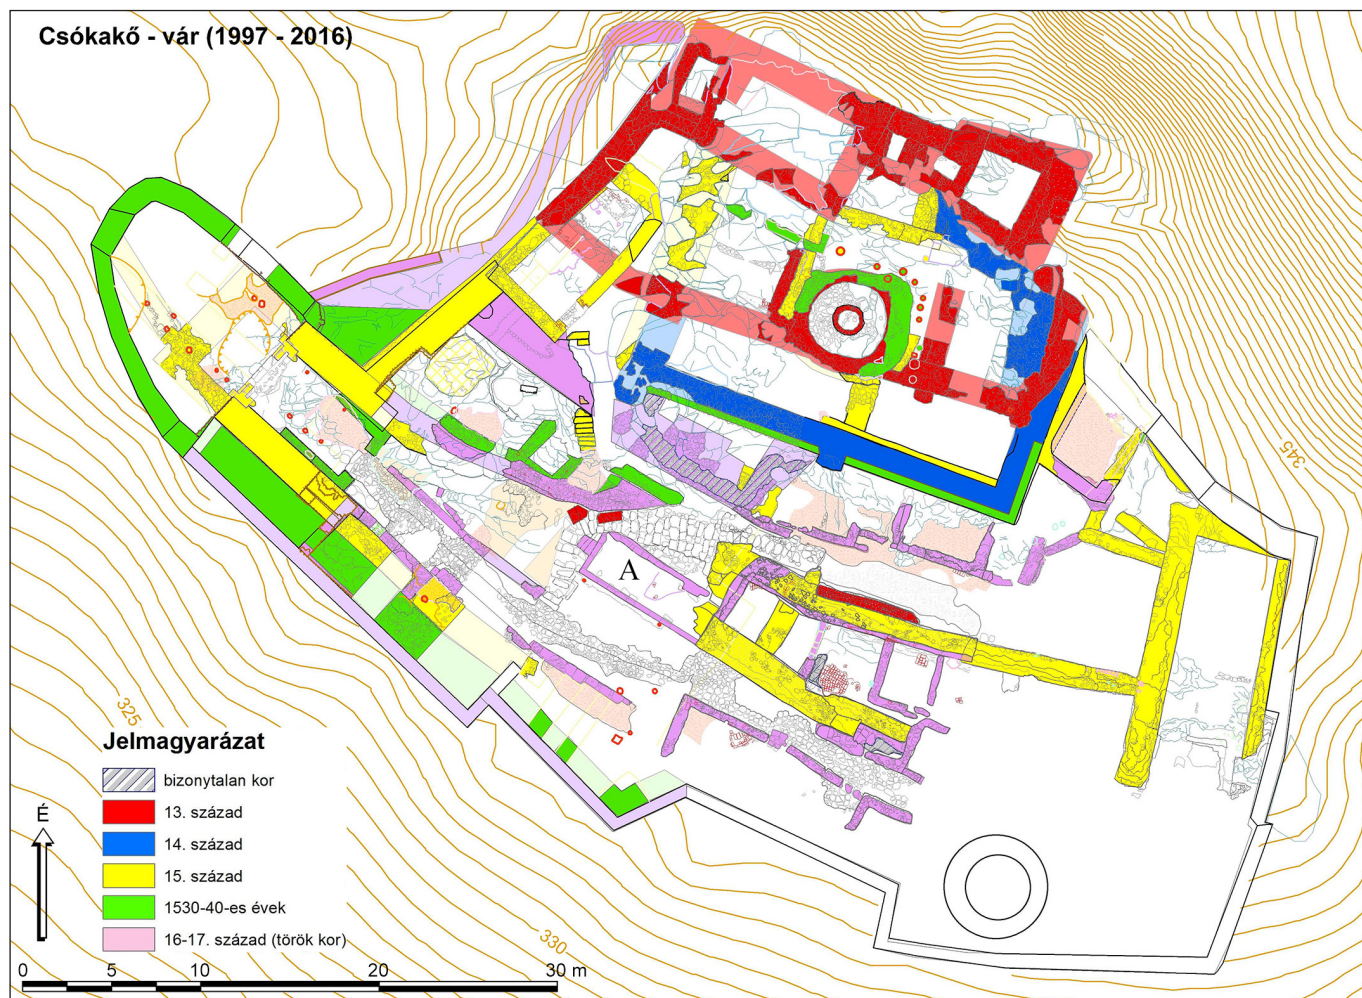 Csókakő - vár (1997 - 2016)
345
A
325
Jelmagyarázat
bizonytalan kor
13. század
14. század
15. század
1530-40-es évek
16-17. század (török kor)
É
330
0 5 10 20 30 m